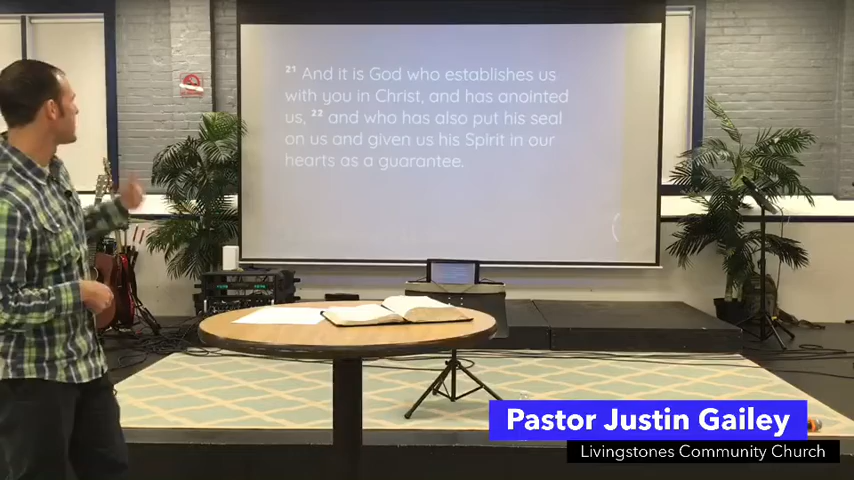 ²¹ And it is God who establishes us
with you in Christ, and has anointed
us, ²² and who has also put his seal
on us and given us his Spirit in our
hearts as a guarantee.
Pastor Justin Gailey
Livingstones Community Church